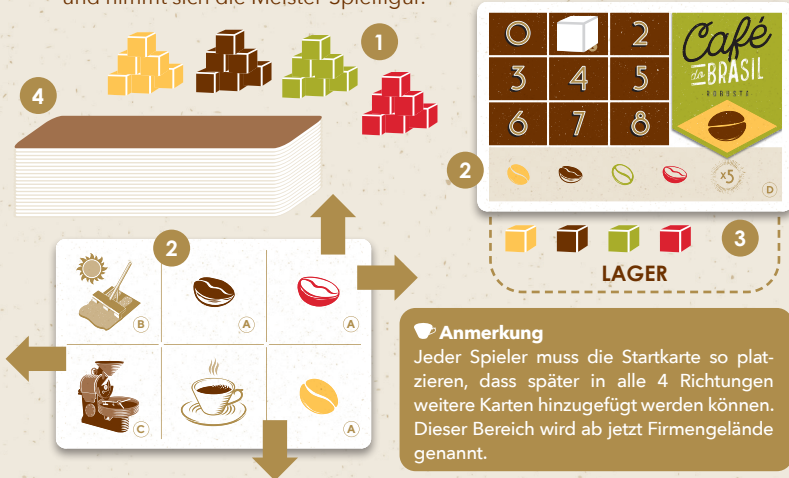 und nimmt sich die Meister-Spielfigur.
1
4
0 2
3 4 5
6 7 8
Café
do BRASIL
ROBUSTA
2
x5
D
3
LAGER
2
B
A
A
C
A
Anmerkung
Jeder Spieler muss die Startkarte so plat-
zieren, dass später in alle 4 Richtungen
weitere Karten hinzugefügt werden können.
Dieser Bereich wird ab jetzt Firmengelände
genannt.